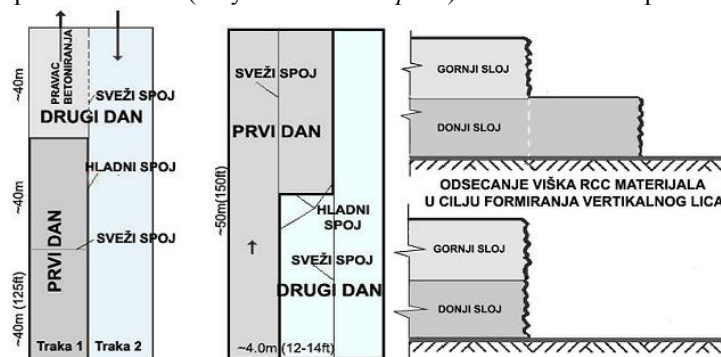 PRAVAC
BETONIRANJA
~40m
SVEŽI SPOJ
DRUGI DAN
HLADNI SPOJ
~40m
SVEŽI SPOJ
PRVI DAN
~40m (125ft)
Traka 1
Traka 2
SVEŽI SPOJ
PRVI DAN
~50m(150ft)
HLADNI
SPOJ
SVEŽI SPOJ
DRUGI DAN
~4.0m (12-14ft)
GORNJI SLOJ
DONJI SLOJ
ODSECANJE VIŠKA RCC MATERIJALA
U CILJU FORMIRANJA VERTIKALNOG LICA
GORNJI SLOJ
DONJI SLOJ